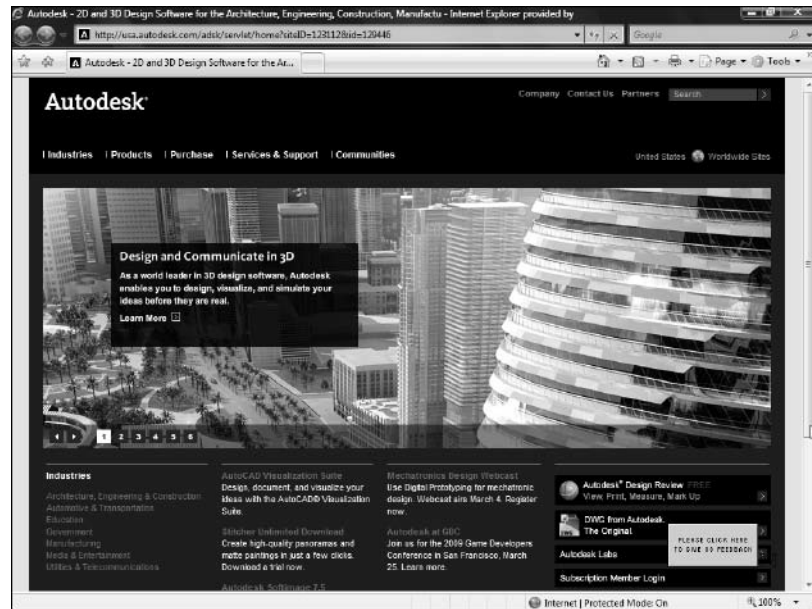 Autodesk - 2D and 3D Design Software for the Architecture, Engineering, Construction, Manufactu - Internet Explorer provided by
http://usa.autodesk.com/adsk/servlet/home?siteID=123112&id=129446
Google
Autodesk - 2D and 3D Design Software for the Ar...
Page
Tools
Autodesk
Company Contact Us Partners Search
Industries Products Purchase Services & Support Communities
United States Worldwide Sites
Design and Communicate in 3D
As a world leader in 3D design software, Autodesk
enables you to design, visualize, and simulate your
ideas before they are real.
Learn More
1 2 3 4 5 6
Industries
Architecture, Engineering & Construction
Automotive & Transportation
Education
Government
Manufacturing
Media & Entertainment
Utilities & Telecommunications
AutoCAD Visualization Suite
Design, document, and visualize your
ideas with the AutoCAD® Visualization
Suite.
Stitcher Unlimited Download
Create high-quality panoramas and
matte paintings in just a few clicks.
Download a trial now.
Autodesk Softimage 7.5
Mechatronics Design Webcast
Use Digital Prototyping for mechatronic
design. Webcast airs March 4. Register
now.
Autodesk at GDC
Join us for the 2009 Game Developers
Conference in San Francisco, March
25. Learn more.
Autodesk® Design Review FREE
View, Print, Measure, Mark Up
DWG from Autodesk.
The Original.
Autodesk Labs
PLEASE CLICK HERE
TO GIVE US FEEDBACK
Subscription Member Login
Internet | Protected Mode: On
100%